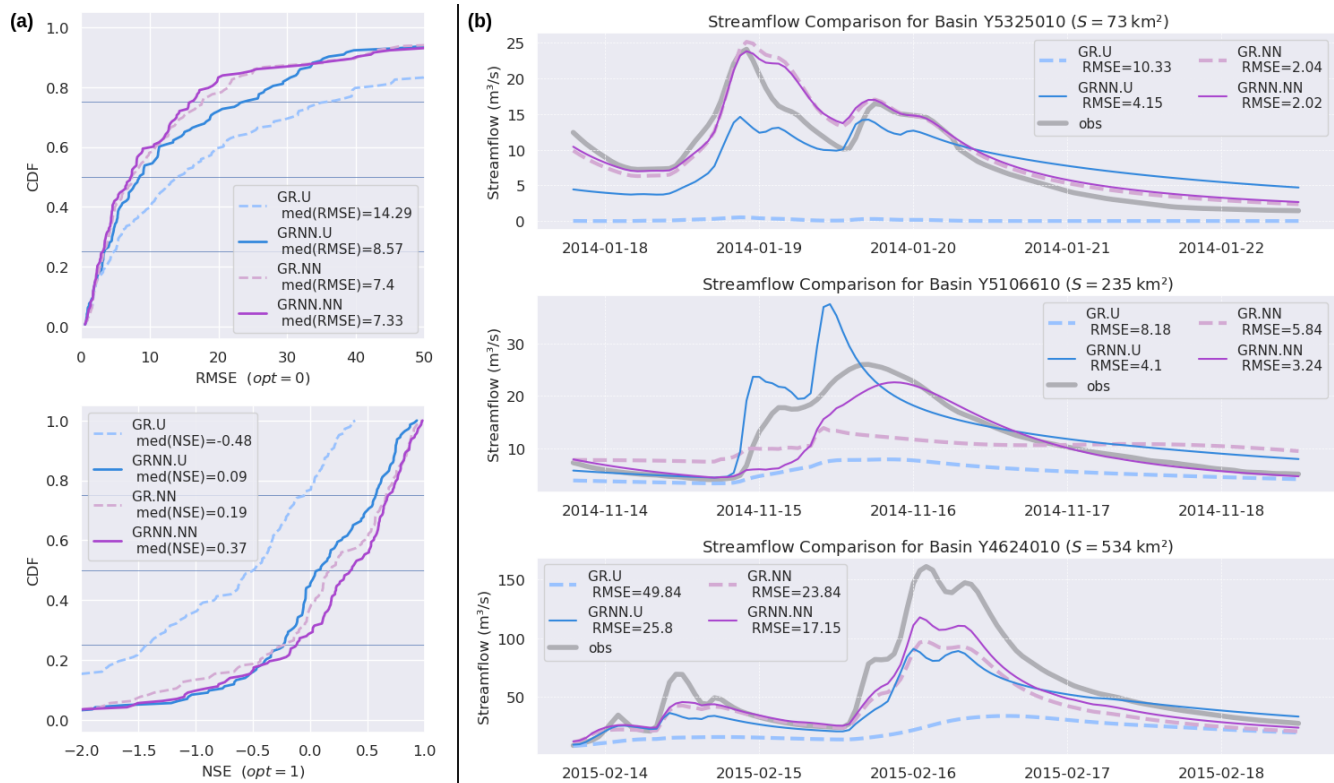 (a)
1.0
0.8
0.6
0.4
0.2
0.0
CDF
GR.U
med(RMSE)=14.29
GRNN.U
med(RMSE)=8.57
GR.NN
med(RMSE)=7.4
GRNN.NN
med(RMSE)=7.33
0 10 20 30 40 50
RMSE (opt = 0)
1.0
0.8
0.6
0.4
0.2
0.0
CDF
GR.U
med(NSE)=-0.48
GRNN.U
med(NSE)=0.09
GR.NN
med(NSE)=0.19
GRNN.NN
med(NSE)=0.37
−2.0 −1.5 −1.0 −0.5 0.0 0.5 1.0
NSE (opt = 1)
(b)
Streamflow Comparison for Basin Y5325010 (S = 73 km²)
25
20
15
10
5
0
Streamflow (m³/s)
GR.U
RMSE=10.33
GRNN.U
RMSE=4.15
obs
GR.NN
RMSE=2.04
GRNN.NN
RMSE=2.02
2014-01-18 2014-01-19 2014-01-20 2014-01-21 2014-01-22
Streamflow Comparison for Basin Y5106610 (S = 235 km²)
30
20
10
Streamflow (m³/s)
GR.U
RMSE=8.18
GRNN.U
RMSE=4.1
obs
GR.NN
RMSE=5.84
GRNN.NN
RMSE=3.24
2014-11-14 2014-11-15 2014-11-16 2014-11-17 2014-11-18
Streamflow Comparison for Basin Y4624010 (S = 534 km²)
150
100
50
Streamflow (m³/s)
GR.U
RMSE=49.84
GRNN.U
RMSE=25.8
obs
GR.NN
RMSE=23.84
GRNN.NN
RMSE=17.15
2015-02-14 2015-02-15 2015-02-16 2015-02-17 2015-02-18